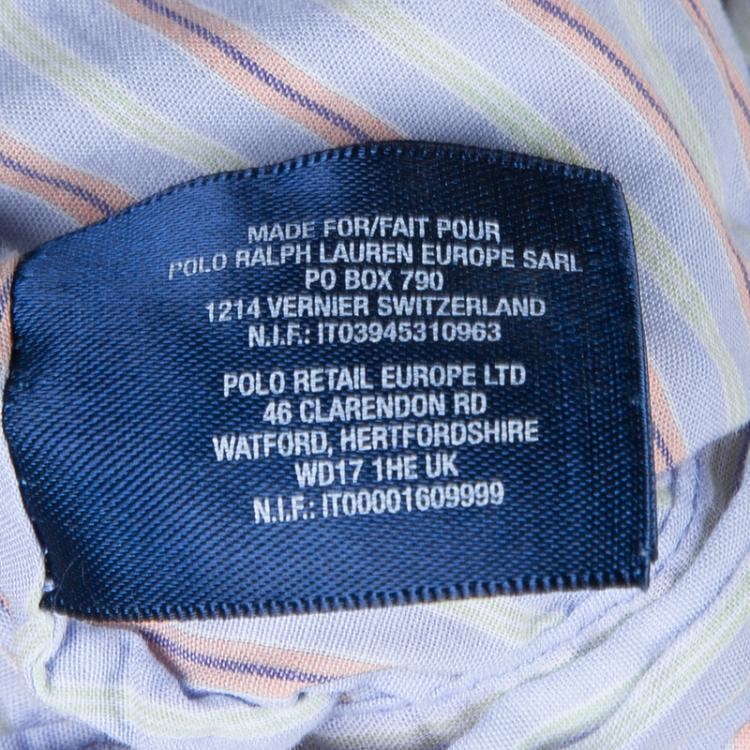 MADE FOR/FAIT POUR
POLO RALPH LAUREN EUROPE SARL
PO BOX 790
1214 VERNIER SWITZERLAND
N.I.F.: IT03945310963
POLO RETAIL EUROPE LTD
46 CLARENDON RD
WATFORD, HERTFORDSHIRE
WD17 1HE UK
N.I.F.: IT00001609999